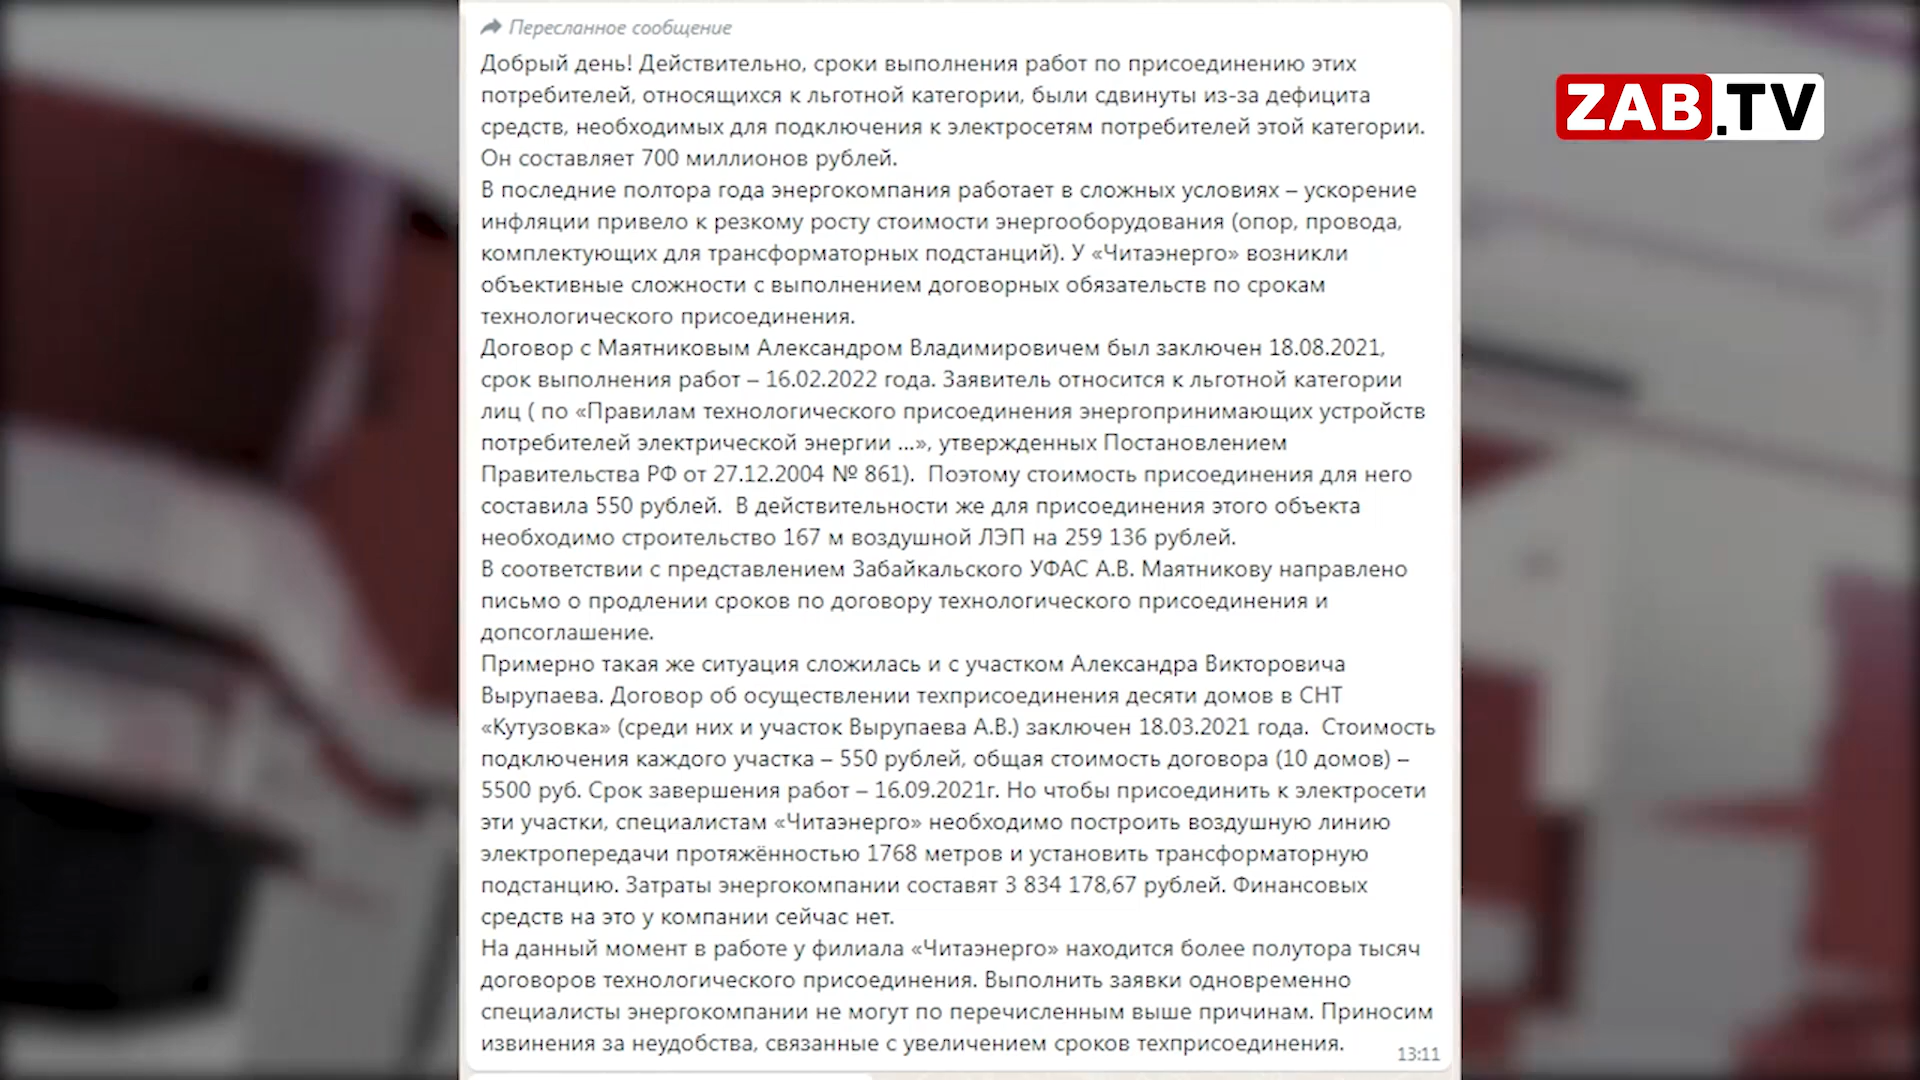 Пересланное сообщение
ZAB.TV
Добрый день! Действительно, сроки выполнения работ по присоединению этих
потребителей, относящихся к льготной категории, были сдвинуты из-за дефицита
средств, необходимых для подключения к электросетям потребителей этой категории.
Он составляет 700 миллионов рублей.
В последние полтора года энергокомпания работает в сложных условиях – ускорение
инфляции привело к резкому росту стоимости энергооборудования (опор, провода,
комплектующих для трансформаторных подстанций). У «Читаэнерго» возникли
объективные сложности с выполнением договорных обязательств по срокам
технологического присоединения.
Договор с Маятниковым Александром Владимировичем был заключен 18.08.2021,
срок выполнения работ – 16.02.2022 года. Заявитель относится к льготной категории
лиц ( по «Правилам технологического присоединения энергопринимающих устройств
потребителей электрической энергии ...», утвержденных Постановлением
Правительства РФ от 27.12.2004 № 861).  Поэтому стоимость присоединения для него
составила 550 рублей.  В действительности же для присоединения этого объекта
необходимо строительство 167 м воздушной ЛЭП на 259 136 рублей.
В соответствии с представлением Забайкальского УФАС А.В. Маятникову направлено
письмо о продлении сроков по договору технологического присоединения и
допсоглашение.
Примерно такая же ситуация сложилась и с участком Александра Викторовича
Вырупаева. Договор об осуществлении техприсоединения десяти домов в СНТ
«Кутузовка» (среди них и участок Вырупаева А.В.) заключен 18.03.2021 года.  Стоимость
подключения каждого участка – 550 рублей, общая стоимость договора (10 домов) –
5500 руб. Срок завершения работ – 16.09.2021г. Но чтобы присоединить к электросети
эти участки, специалистам «Читаэнерго» необходимо построить воздушную линию
электропередачи протяжённостью 1768 метров и установить трансформаторную
подстанцию. Затраты энергокомпании составят 3 834 178,67 рублей. Финансовых
средств на это у компании сейчас нет.
На данный момент в работе у филиала «Читаэнерго» находится более полутора тысяч
договоров технологического присоединения. Выполнить заявки одновременно
специалисты энергокомпании не могут по перечисленным выше причинам. Приносим
извинения за неудобства, связанные с увеличением сроков техприсоединения.
13:11